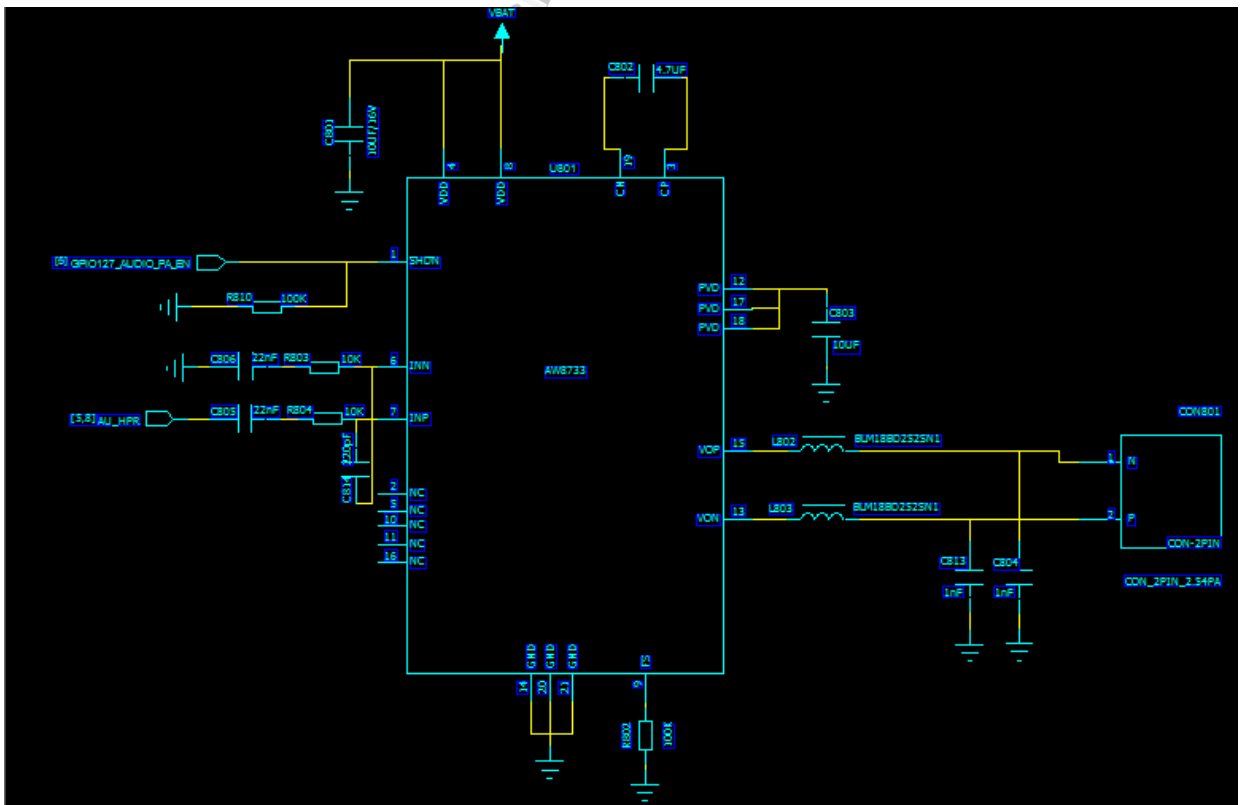 VBAT
C802 4.7UF
C801
10UF/16V
4
8
19
3
U801
VDD
VDD
CN
CP
[5] GPIO127_AUDIO_PA_EN
1
SHDN
R810 100K
C806 22nF R803 10K
6
INN
[5,8] AU_HPR
C805 22nF R804 10K
7
INP
220pF
C814
2
NC
5
NC
10
NC
11
NC
16
NC
AW8733
PVD
12
PVD
17
PVD
18
C803
10UF
VOP
15
L802 BLM18BD252SN1
VON
13
L803 BLM18BD252SN1
CON801
1
N
2
P
CON-2PIN
CON_2PIN_2.54PA
C813
1nF
C804
1nF
GND
GND
GND
FS
14
20
21
9
R802
100K